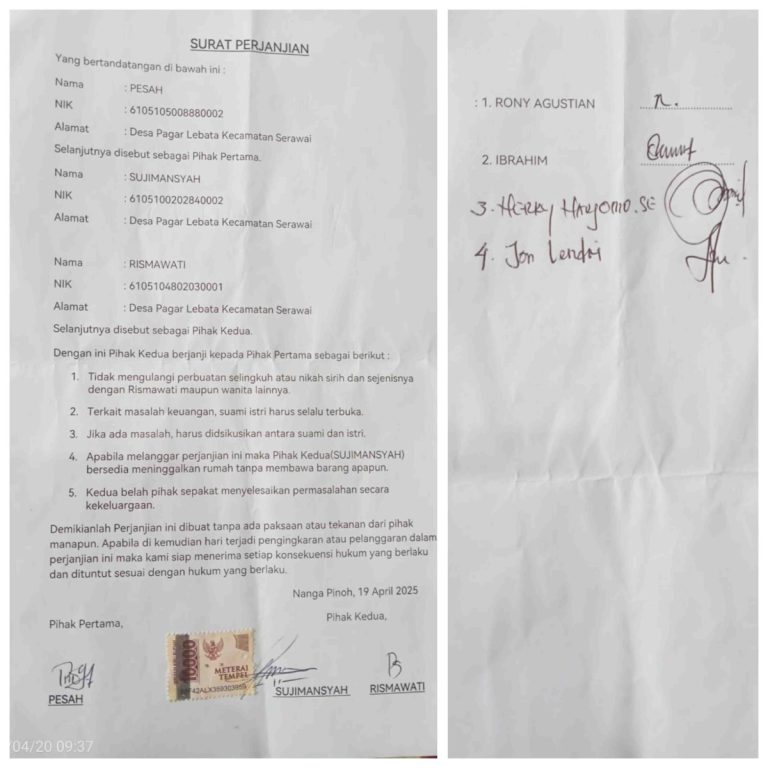 SURAT PERJANJIAN
Yang bertandatangan di bawah ini :
Nama : PESAH
NIK : 6105105008880002
Alamat : Desa Pagar Lebata Kecamatan Serawai
Selanjutnya disebut sebagai Pihak Pertama.
Nama : SUJIMANSYAH
NIK : 6105100202840002
Alamat : Desa Pagar Lebata Kecamatan Serawai
Nama : RISMAWATI
NIK : 6105104802030001
Alamat : Desa Pagar Lebata Kecamatan Serawai
Selanjutnya disebut sebagai Pihak Kedua.
Dengan ini Pihak Kedua berjanji kepada Pihak Pertama sebagai berikut :
1. Tidak mengulangi perbuatan selingkuh atau nikah sirih dan sejenisnya
dengan Rismawati maupun wanita lainnya.
2. Terkait masalah keuangan, suami istri harus selalu terbuka.
3. Jika ada masalah, harus didsikusikan antara suami dan istri.
4. Apabila melanggar perjanjian ini maka Pihak Kedua(SUJIMANSYAH)
bersedia meninggalkan rumah tanpa membawa barang apapun.
5. Kedua belah pihak sepakat menyelesaikan permasalahan secara
kekeluargaan.
Demikianlah Perjanjian ini dibuat tanpa ada paksaan atau tekanan dari pihak
manapun. Apabila di kemudian hari terjadi pengingkaran atau pelanggaran dalam
perjanjian ini maka kami siap menerima setiap konsekuensi hukum yang berlaku
dan dituntut sesuai dengan hukum yang berlaku.
Nanga Pinoh, 19 April 2025
Pihak Pertama, Pihak Kedua,
10000
METERAI
TEMPEL
PESAH SUJIMANSYAH RISMAWATI
/04/20 09:37
: 1. RONY AGUSTIAN
2. IBRAHIM
3. HERRY HARYONO.SE
4. Jon Lendri